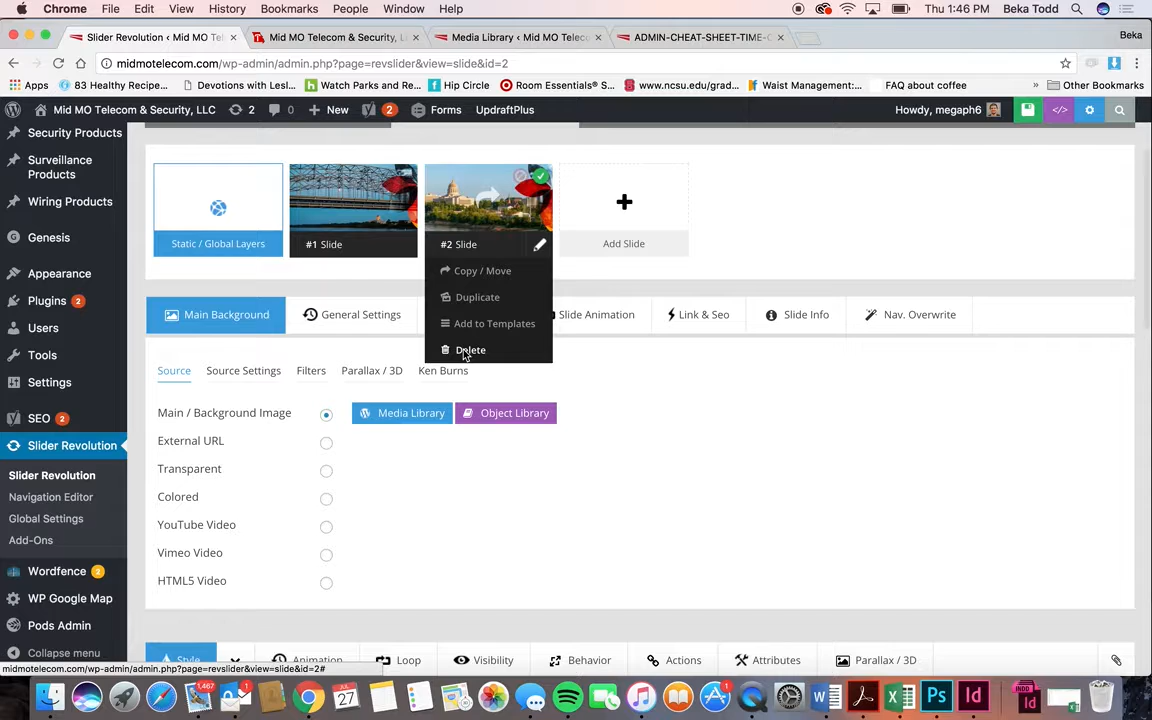 Chrome File Edit View History Bookmarks People Window Help Thu 1:46 PM Beka Todd
Slider Revolution ‹ Mid MO Tel × Mid MO Telecom & Security, L × Media Library ‹ Mid MO Telec × ADMIN-CHEAT-SHEET-TIME-C × Beka
midmotelecom.com/wp-admin/admin.php?page=revslider&view=slide&id=2
Apps 83 Healthy Recipe... Devotions with Lesl... Watch Parks and Re... Hip Circle Room Essentials® S... www.ncsu.edu/grad... Waist Management:... FAQ about coffee » Other Bookmarks
Mid MO Telecom & Security, LLC 2 0 + New 2 Forms UpdraftPlus Howdy, megaph6 </>
Security Products
Surveillance
Products
Wiring Products
Genesis
Appearance
Plugins 2
Users
Tools
Settings
SEO 2
Slider Revolution
Slider Revolution
Navigation Editor
Global Settings
Add-Ons
Wordfence 2
WP Google Map
Pods Admin
Collapse menu
Static / Global Layers #1 Slide #2 Slide Add Slide
Copy / Move
Duplicate
Add to Templates
Delete
Main Background General Settings Slide Animation Link & Seo Slide Info Nav. Overwrite
Source Source Settings Filters Parallax / 3D Ken Burns
Main / Background Image Media Library Object Library
External URL
Transparent
Colored
YouTube Video
Vimeo Video
HTML5 Video
Style Animation Loop Visibility Behavior Actions Attributes Parallax / 3D
midmotelecom.com/wp-admin/admin.php?page=revslider&view=slide&id=2#
1,467 1 JUL 27 1